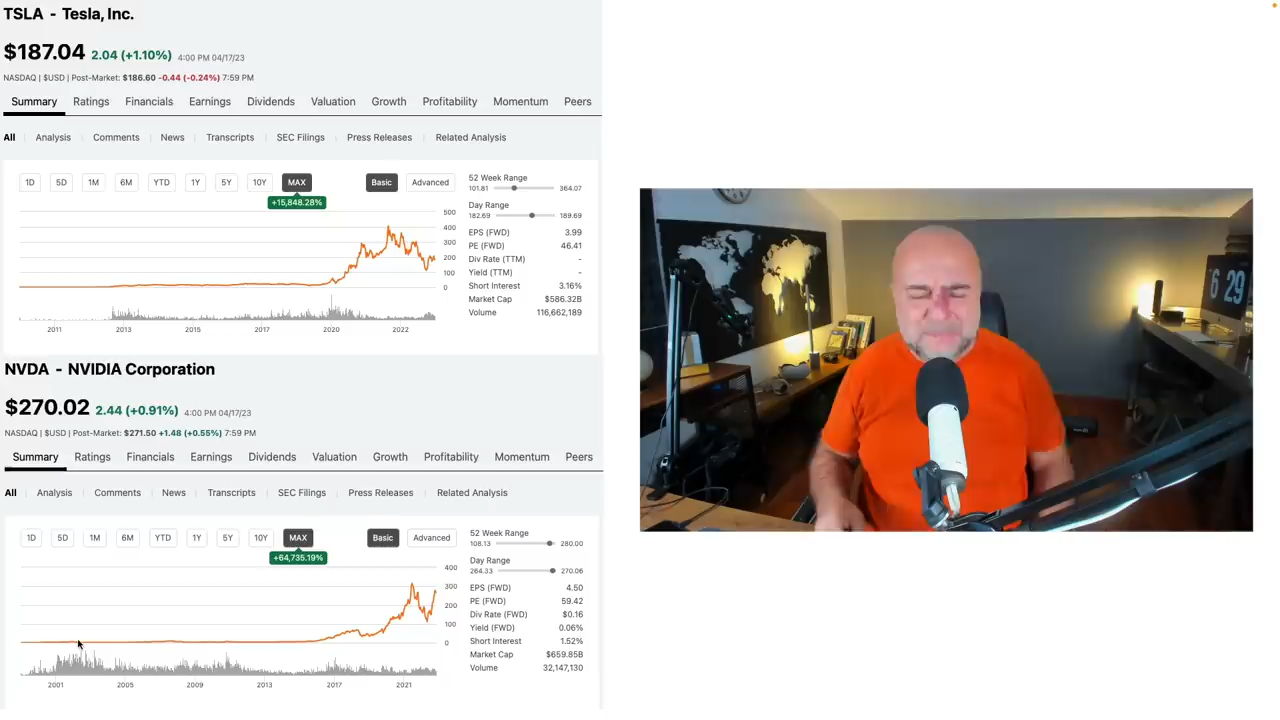 TSLA - Tesla, Inc.
$187.04 2.04 (+1.10%) 4:00 PM 04/17/23
NASDAQ | $USD | Post-Market: $186.60 -0.44 (-0.24%) 7:59 PM
Summary Ratings Financials Earnings Dividends Valuation Growth Profitability Momentum Peers
All Analysis Comments News Transcripts SEC Filings Press Releases Related Analysis
1D 5D 1M 6M YTD 1Y 5Y 10Y MAX Basic Advanced
+15,848.28%
500
400
300
200
100
0
2011 2013 2015 2017 2020 2022
52 Week Range
101.81 364.07
Day Range
182.69 189.69
EPS (FWD) 3.99
PE (FWD) 46.41
Div Rate (TTM) -
Yield (TTM) -
Short Interest 3.16%
Market Cap $586.32B
Volume 116,662,189
NVDA - NVIDIA Corporation
$270.02 2.44 (+0.91%) 4:00 PM 04/17/23
NASDAQ | $USD | Post-Market: $271.50 +1.48 (+0.55%) 7:59 PM
Summary Ratings Financials Earnings Dividends Valuation Growth Profitability Momentum Peers
All Analysis Comments News Transcripts SEC Filings Press Releases Related Analysis
1D 5D 1M 6M YTD 1Y 5Y 10Y MAX Basic Advanced
+64,735.19%
400
300
200
100
0
2001 2005 2009 2013 2017 2021
52 Week Range
108.13 280.00
Day Range
264.33 270.06
EPS (FWD) 4.50
PE (FWD) 59.42
Div Rate (FWD) $0.16
Yield (FWD) 0.06%
Short Interest 1.52%
Market Cap $659.85B
Volume 32,147,130
6 29